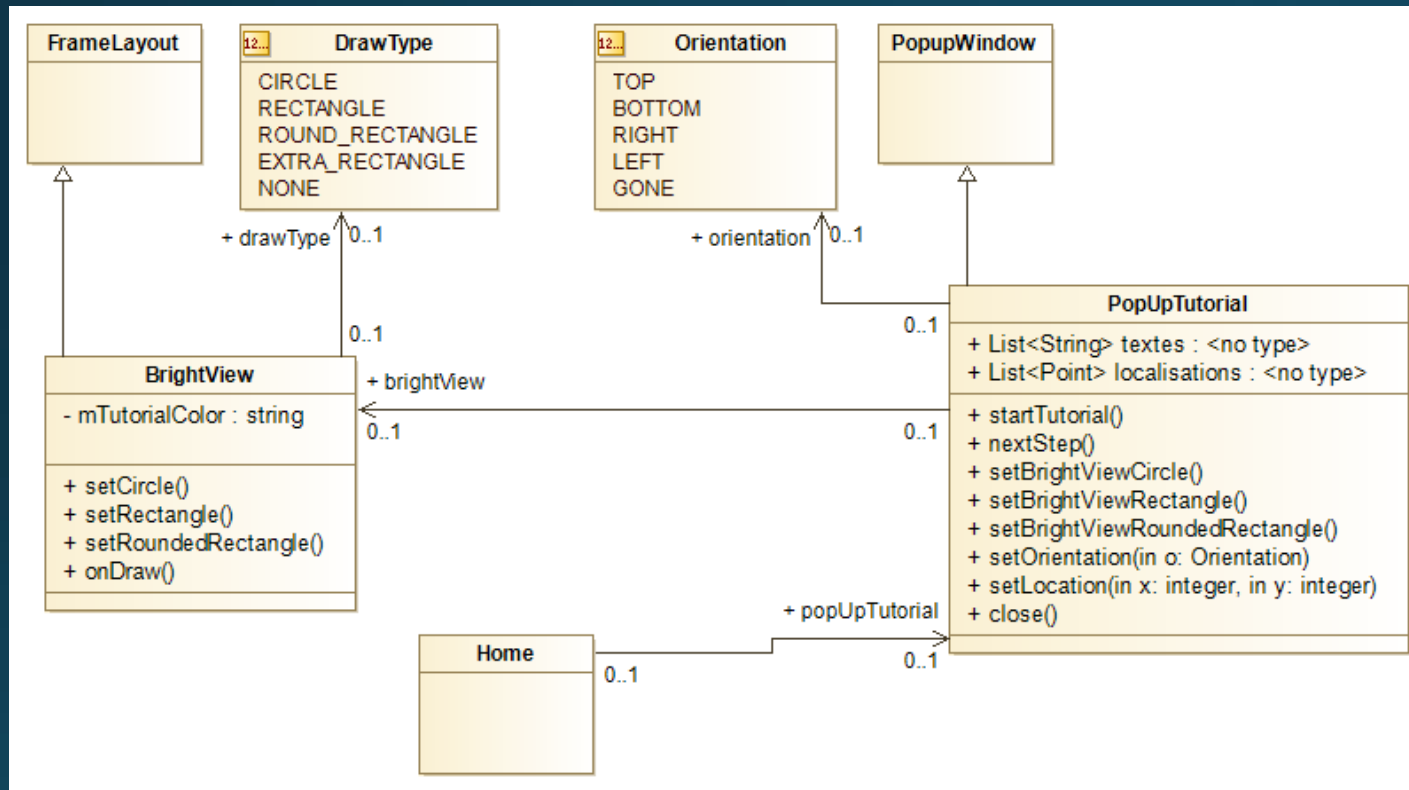 FrameLayout
12... DrawType
CIRCLE
RECTANGLE
ROUND_RECTANGLE
EXTRA_RECTANGLE
NONE
12... Orientation
TOP
BOTTOM
RIGHT
LEFT
GONE
PopupWindow
+ drawType 0..1
+ orientation 0..1
0..1
0..1
BrightView
- mTutorialColor : string
+ setCircle()
+ setRectangle()
+ setRoundedRectangle()
+ onDraw()
+ brightView
0..1
0..1
PopUpTutorial
+ List<String> textes : <no type>
+ List<Point> localisations : <no type>
+ startTutorial()
+ nextStep()
+ setBrightViewCircle()
+ setBrightViewRectangle()
+ setBrightViewRoundedRectangle()
+ setOrientation(in o: Orientation)
+ setLocation(in x: integer, in y: integer)
+ close()
+ popUpTutorial
0..1
Home
0..1